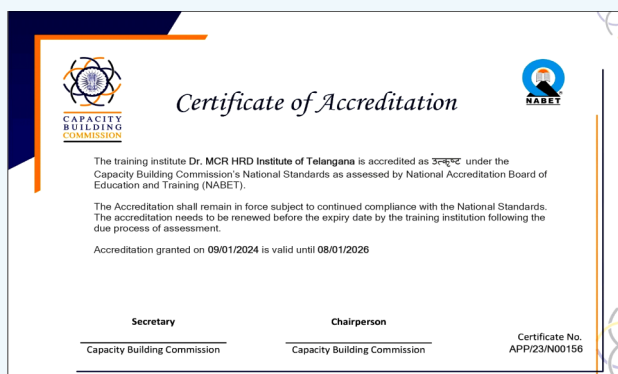 CAPACITY
BUILDING
COMMISSION
NABET
Certificate of Accreditation
The training institute Dr. MCR HRD Institute of Telangana is accredited as उत्कृष्ट under the
Capacity Building Commission's National Standards as assessed by National Accreditation Board of
Education and Training (NABET).
The Accreditation shall remain in force subject to continued compliance with the National Standards.
The accreditation needs to be renewed before the expiry date by the training institution following the
due process of assessment.
Accreditation granted on 09/01/2024 is valid until 08/01/2026
Secretary
Capacity Building Commission
Chairperson
Capacity Building Commission
Certificate No.
APP/23/N00156